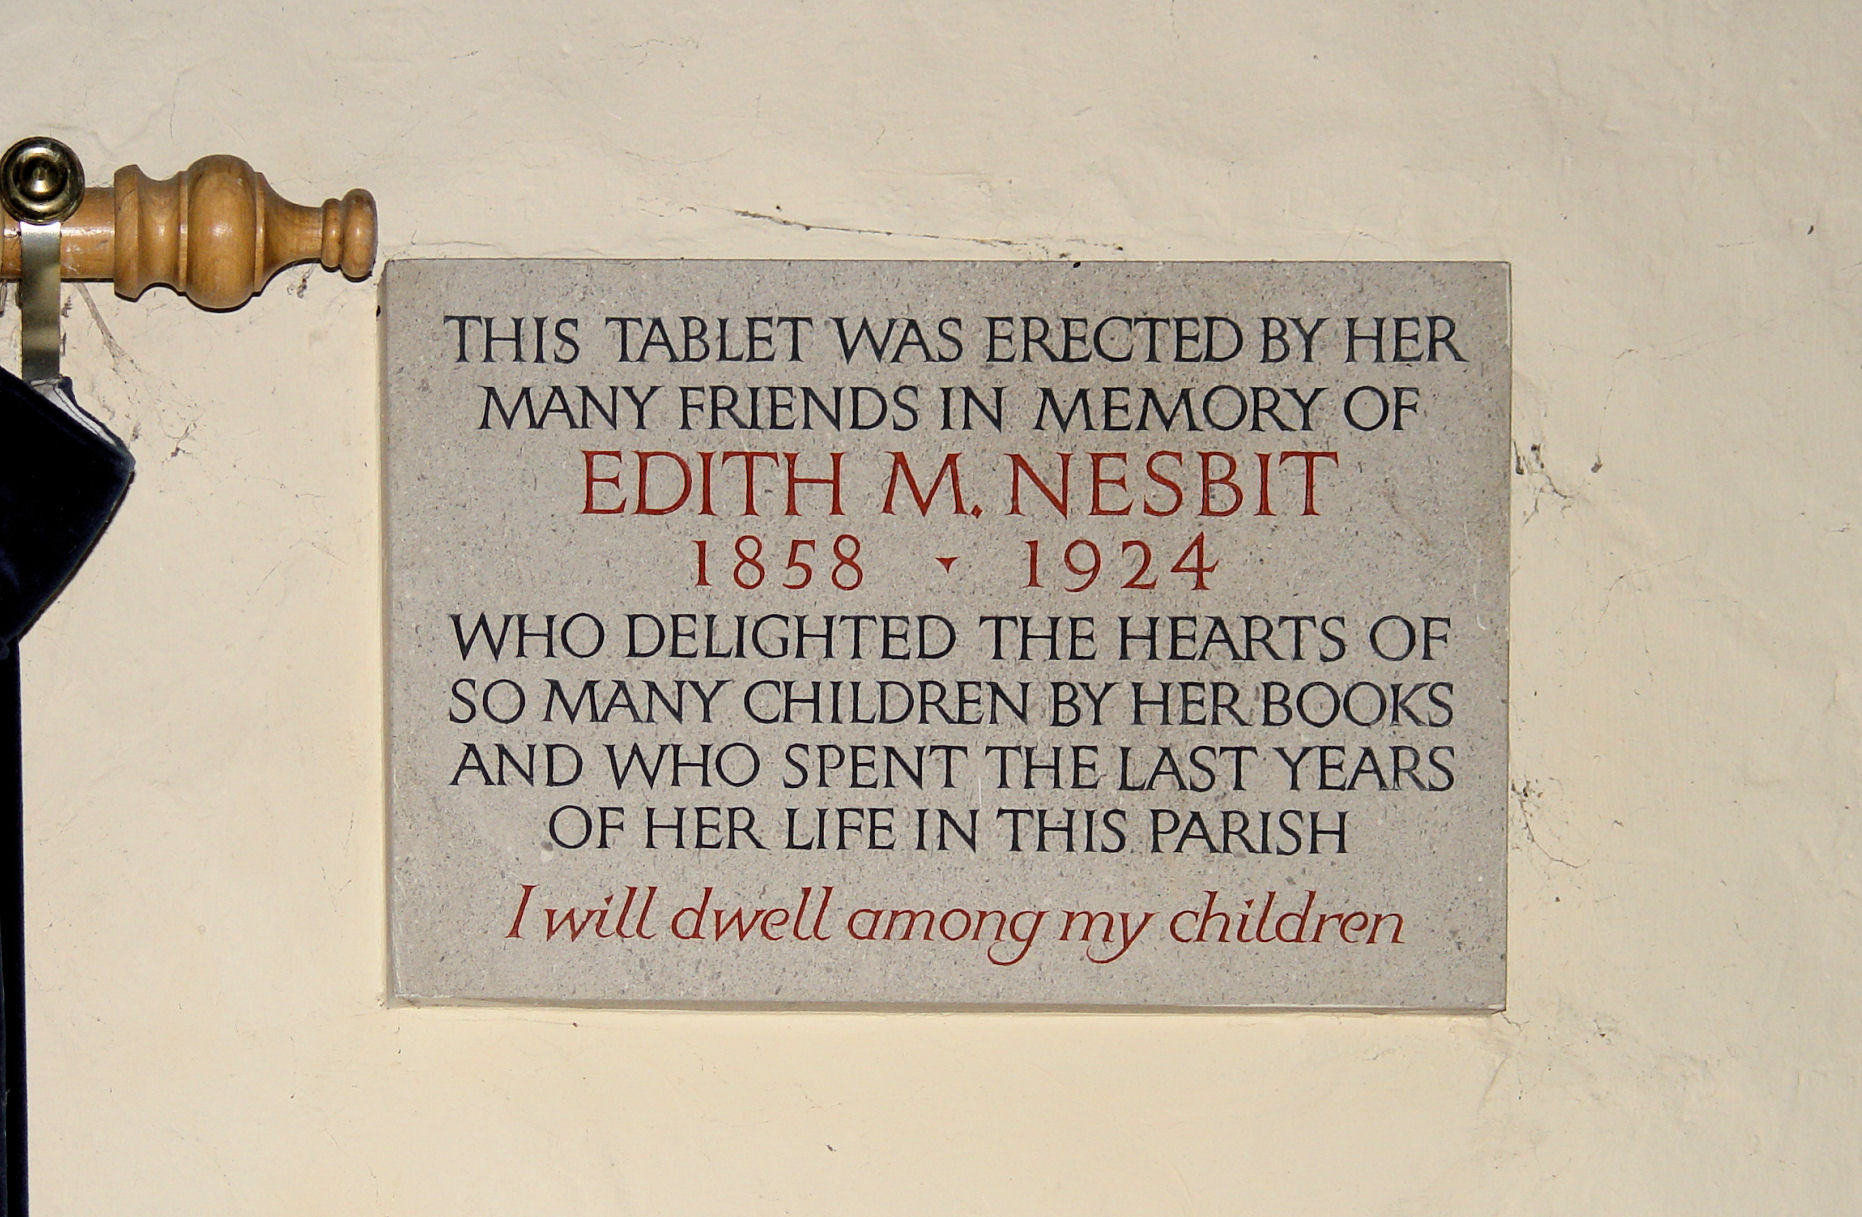 THIS TABLET WAS ERECTED BY HER
MANY FRIENDS IN MEMORY OF
EDITH M. NESBIT
1858 ▾ 1924
WHO DELIGHTED THE HEARTS OF
SO MANY CHILDREN BY HER BOOKS
AND WHO SPENT THE LAST YEARS
OF HER LIFE IN THIS PARISH
I will dwell among my children